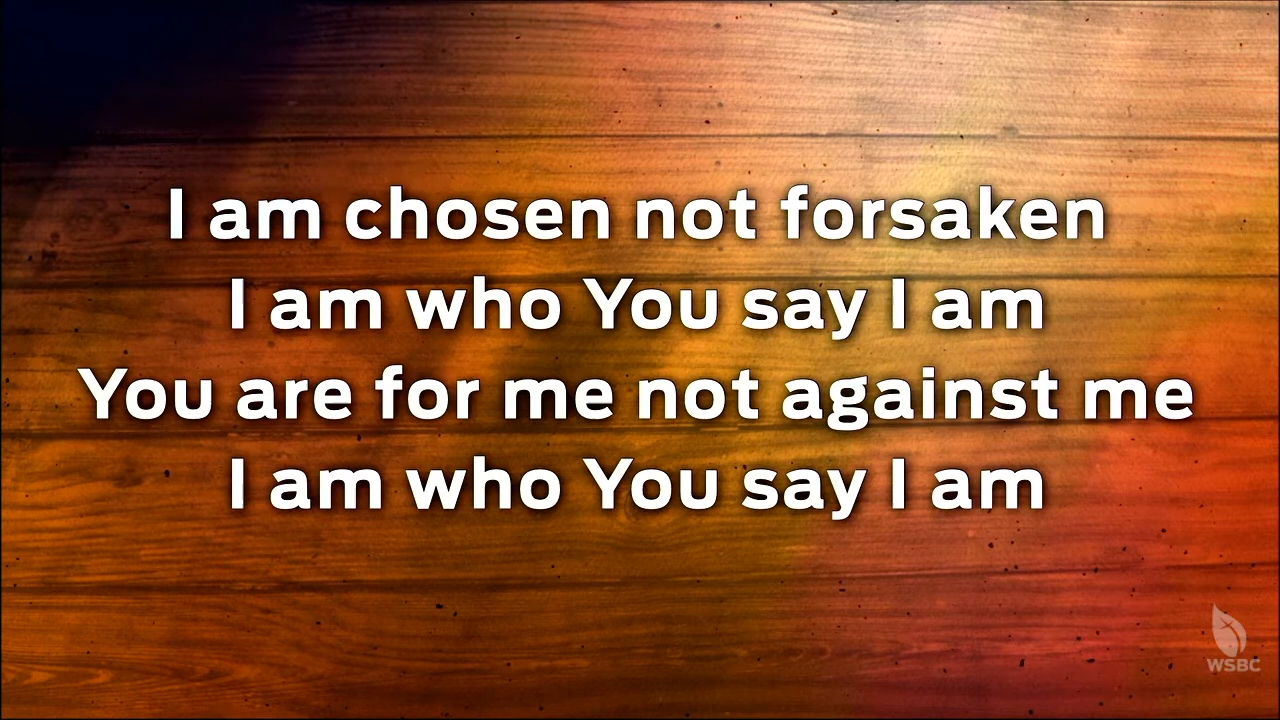 I am chosen not forsaken
I am who You say I am
You are for me not against me
I am who You say I am
WSBC